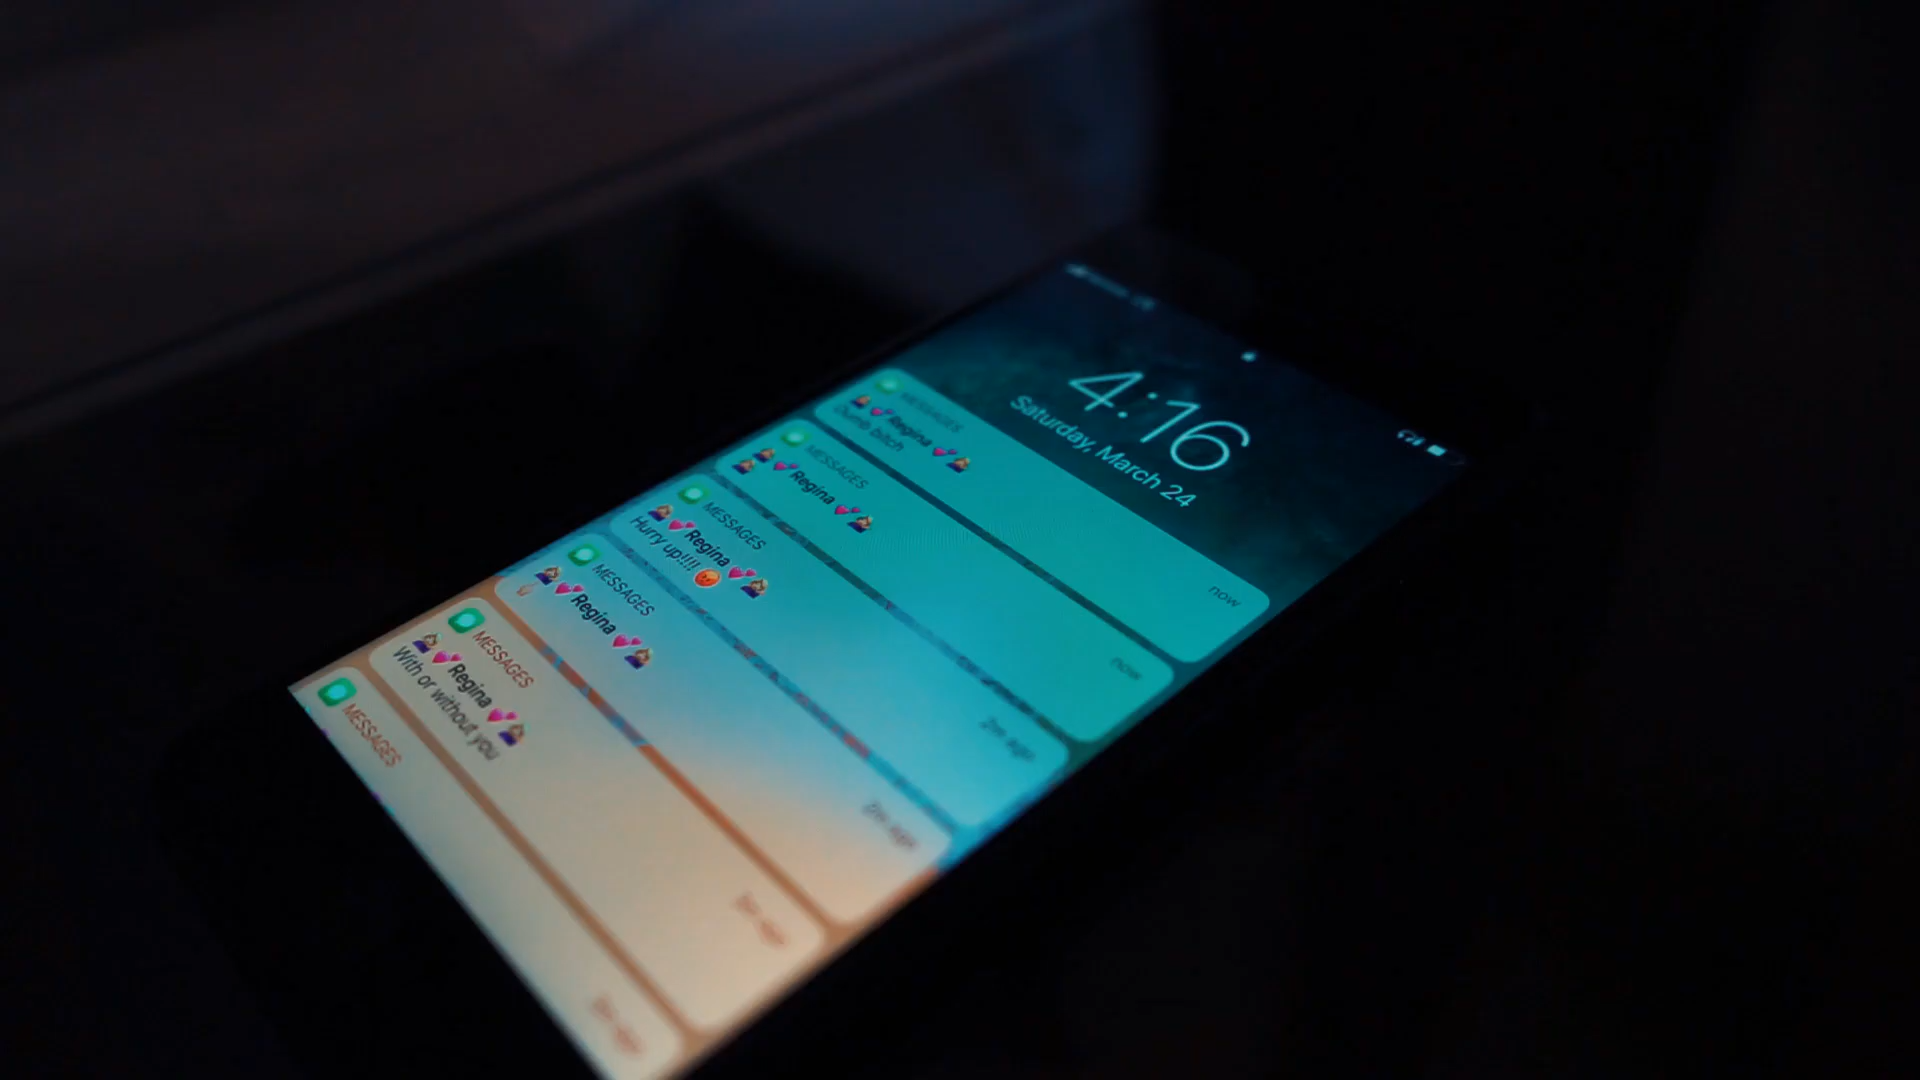 4:16
Saturday, March 24
MESSAGES
now
🤦🏼‍♀️💕Regina💕🤦🏼‍♀️
Dumb bitch
MESSAGES
now
🤦🏼‍♀️💕Regina💕🤦🏼‍♀️
🤦🏼‍♀️
MESSAGES
2m ago
🤦🏼‍♀️💕Regina💕🤦🏼‍♀️
Hurry up!!!! 😡
MESSAGES
2m ago
🤦🏼‍♀️💕Regina💕🤦🏼‍♀️
MESSAGES
🤦🏼‍♀️💕Regina💕🤦🏼‍♀️
With or without you
MESSAGES